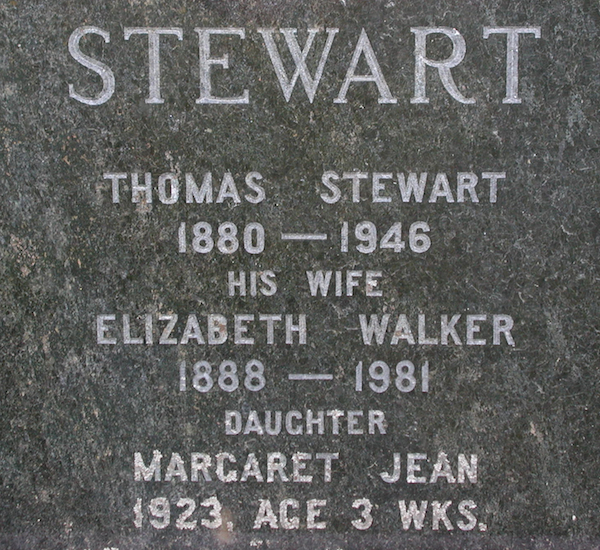 STEWART
THOMAS STEWART
1880 — 1946
HIS WIFE
ELIZABETH WALKER
1888 — 1981
DAUGHTER
MARGARET JEAN
1923, AGE 3 WKS.